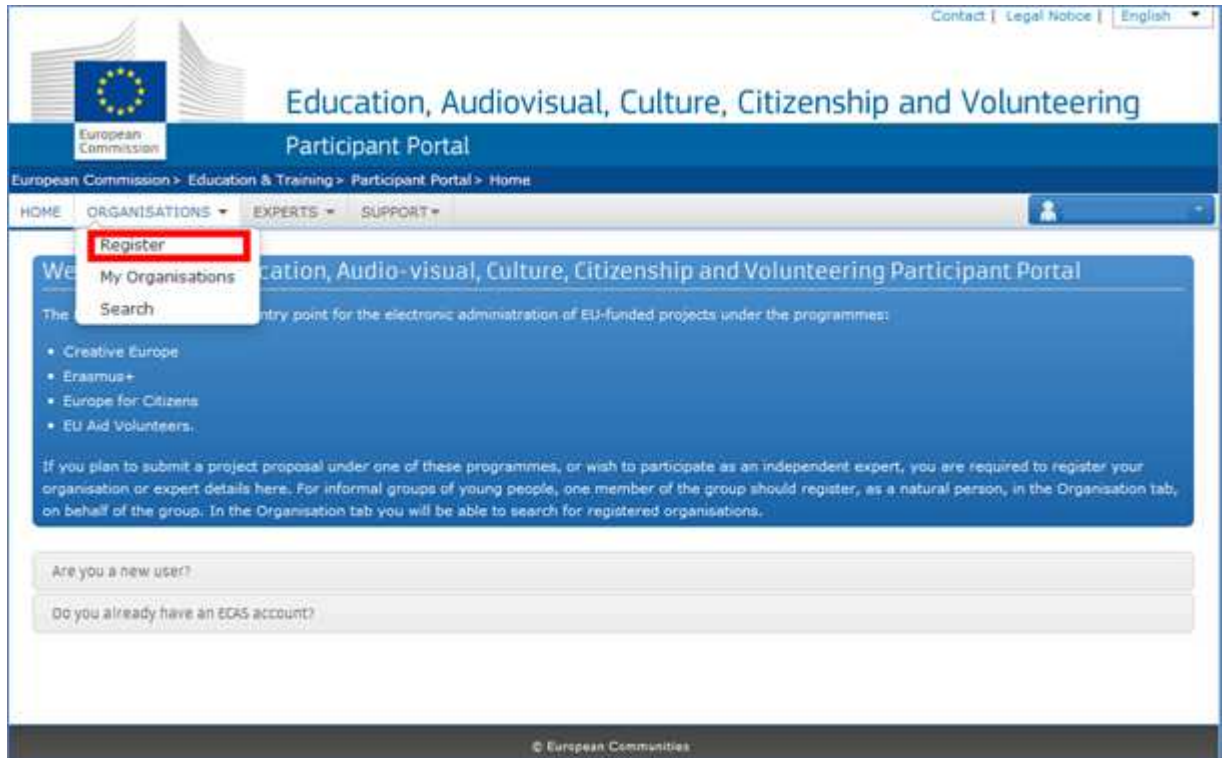 Contact | Legal Notice | English
Education, Audiovisual, Culture, Citizenship and Volunteering
European
Commission
Participant Portal
European Commission > Education & Training > Participant Portal > Home
HOME ORGANISATIONS EXPERTS SUPPORT
Register
My Organisations
Search
We cation, Audio-visual, Culture, Citizenship and Volunteering Participant Portal
The ntry point for the electronic administration of EU-funded projects under the programmes:
• Creative Europe
• Erasmus+
• Europe for Citizens
• EU Aid Volunteers.
If you plan to submit a project proposal under one of these programmes, or wish to participate as an independent expert, you are required to register your
organisation or expert details here. For informal groups of young people, one member of the group should register, as a natural person, in the Organisation tab,
on behalf of the group. In the Organisation tab you will be able to search for registered organisations.
Are you a new user?
Do you already have an ECAS account?
© European Communities